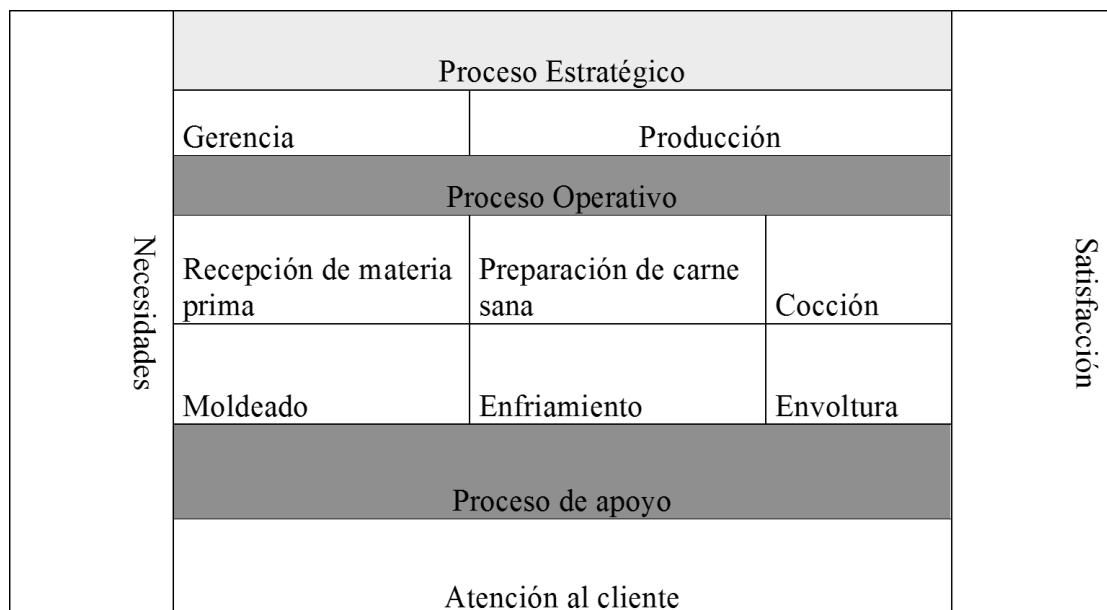 Proceso Estratégico
Gerencia
Producción
Proceso Operativo
Necesidades
Recepción de materia
prima
Preparación de carne
sana
Cocción
Satisfacción
Moldeado
Enfriamiento
Envoltura
Proceso de apoyo
Atención al cliente